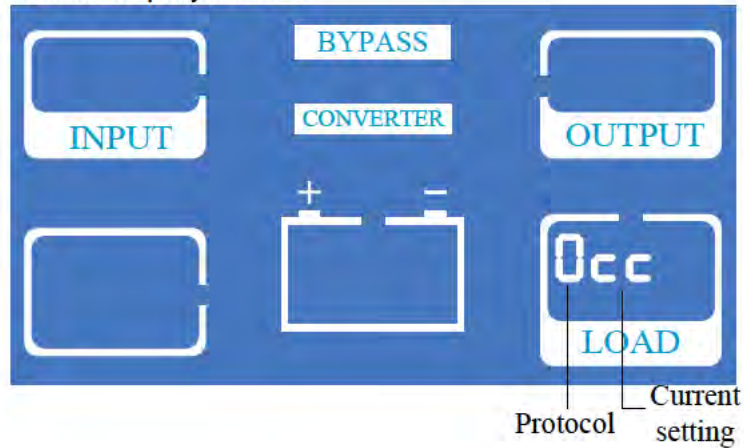 BYPASS
INPUT
CONVERTER
OUTPUT
+ −
0cc
LOAD
Protocol
Current
setting